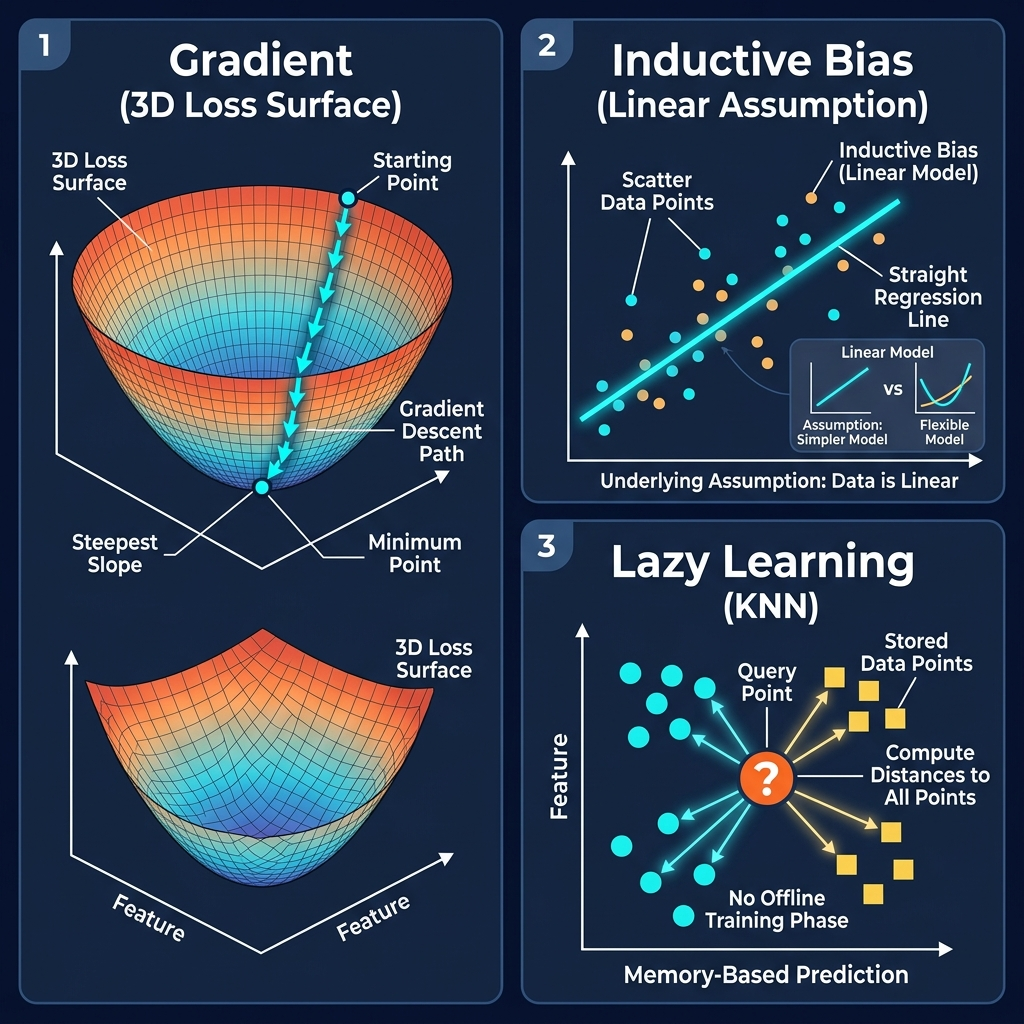 1
Gradient
(3D Loss Surface)
3D Loss
Surface
Starting
Point
Gradient
Descent
Path
Steepest
Slope
Minimum
Point
3D Loss
Surface
Feature
Feature
2
Inductive Bias
(Linear Assumption)
Inductive Bias
(Linear Model)
Scatter
Data Points
Straight
Regression
Line
Linear Model
vs
Assumption:
Simpler Model
Flexible
Model
Underlying Assumption: Data is Linear
3
Lazy Learning
(KNN)
Stored
Data Points
Query
Point
?
Compute
Distances to
All Points
Feature
No Offline
Training Phase
Memory-Based Prediction